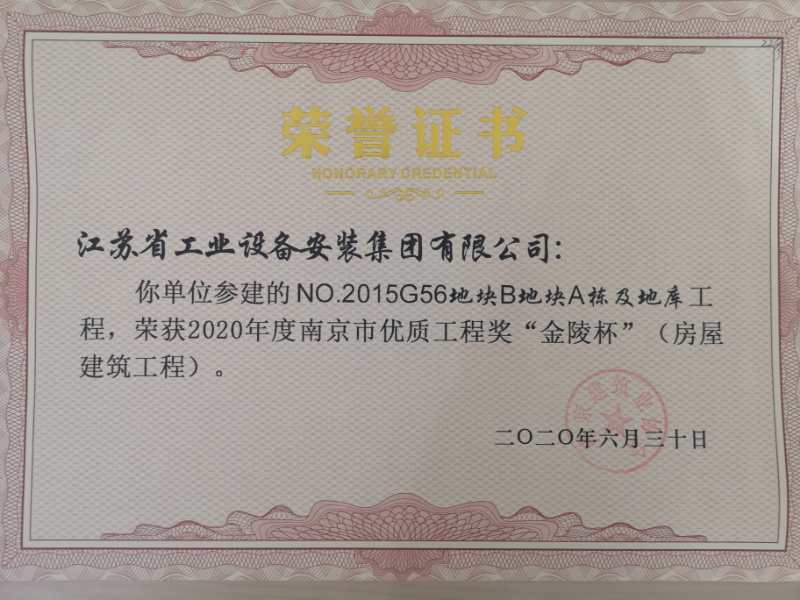 荣誉证书
HONORARY CREDENTIAL
江苏省工业设备安装集团有限公司:
你单位参建的NO.2015G56地块B地块A栋及地库工
程，荣获2020年度南京市优质工程奖“金陵杯”（房屋
建筑工程）。
二〇二〇年六月三十日